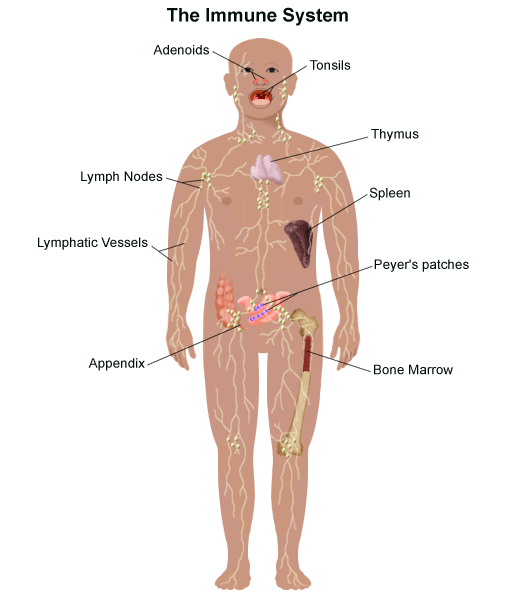 The Immune System
Adenoids
Tonsils
Thymus
Lymph Nodes
Spleen
Lymphatic Vessels
Peyer's patches
Appendix
Bone Marrow